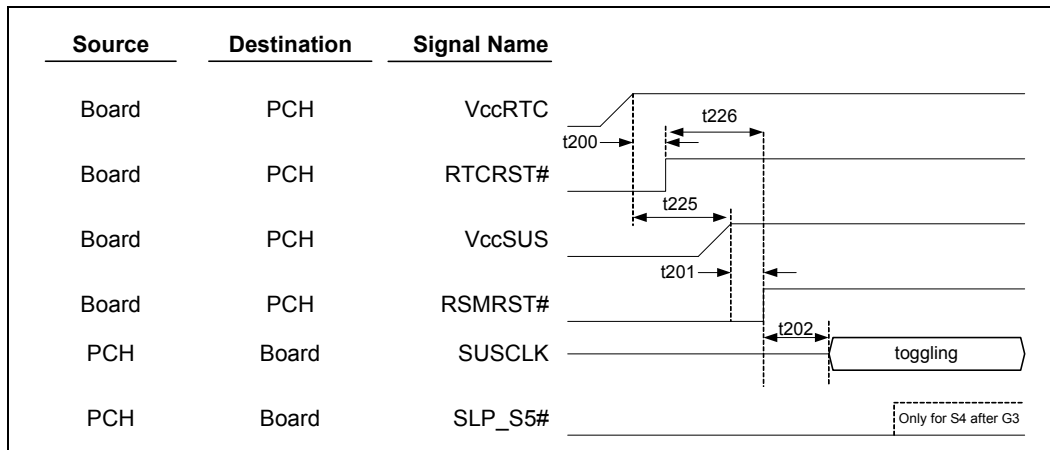 Source Destination Signal Name
Board PCH VccRTC
t226
t200
Board PCH RTCRST#
t225
Board PCH VccSUS
t201
Board PCH RSMRST#
t202
PCH Board SUSCLK toggling
PCH Board SLP_S5# Only for S4 after G3